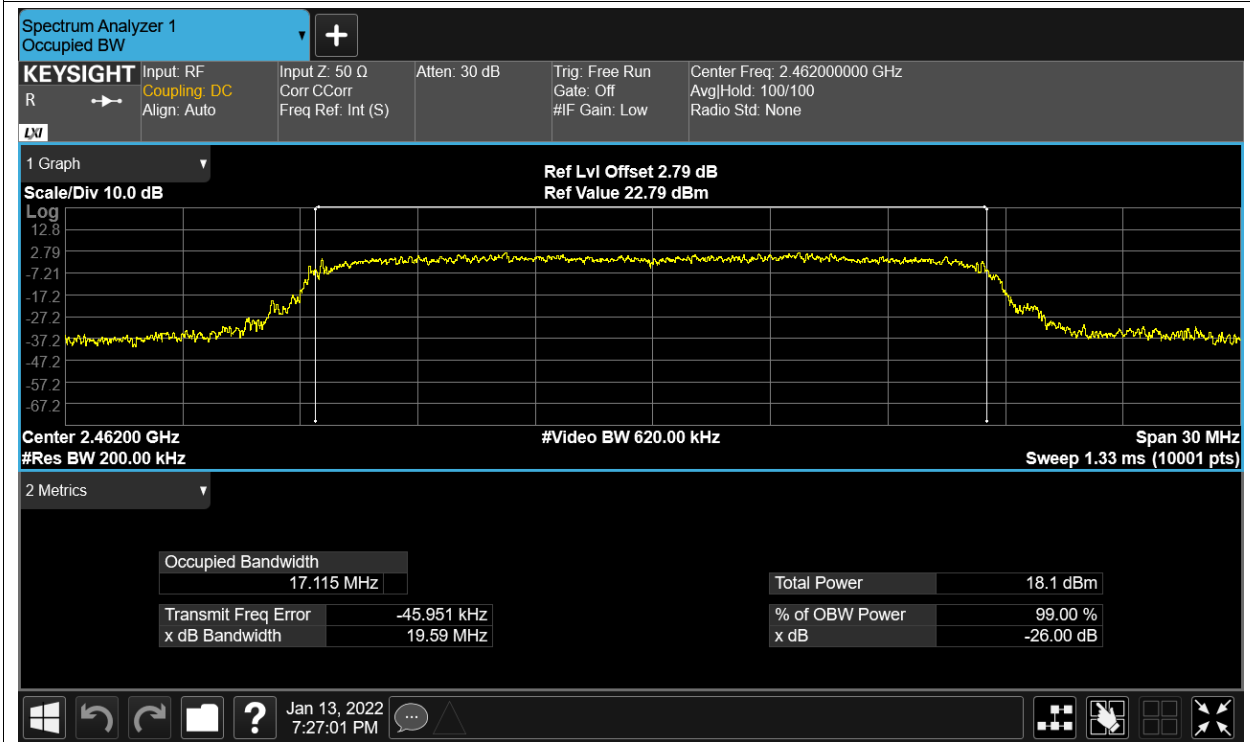 Spectrum Analyzer 1
Occupied BW
KEYSIGHT
R
LXI
Input: RF
Coupling: DC
Align: Auto
Input Z: 50 Ω
Corr CCorr
Freq Ref: Int (S)
Atten: 30 dB
Trig: Free Run
Gate: Off
#IF Gain: Low
Center Freq: 2.462000000 GHz
Avg|Hold: 100/100
Radio Std: None
1 Graph
Scale/Div 10.0 dB
Ref Lvl Offset 2.79 dB
Ref Value 22.79 dBm
Log
12.8
2.79
-7.21
-17.2
-27.2
-37.2
-47.2
-57.2
-67.2
Center 2.46200 GHz
#Res BW 200.00 kHz
#Video BW 620.00 kHz
Span 30 MHz
Sweep 1.33 ms (10001 pts)
2 Metrics
Occupied Bandwidth
17.115 MHz
Transmit Freq Error -45.951 kHz
x dB Bandwidth 19.59 MHz
Total Power 18.1 dBm
% of OBW Power 99.00 %
x dB -26.00 dB
?
Jan 13, 2022
7:27:01 PM